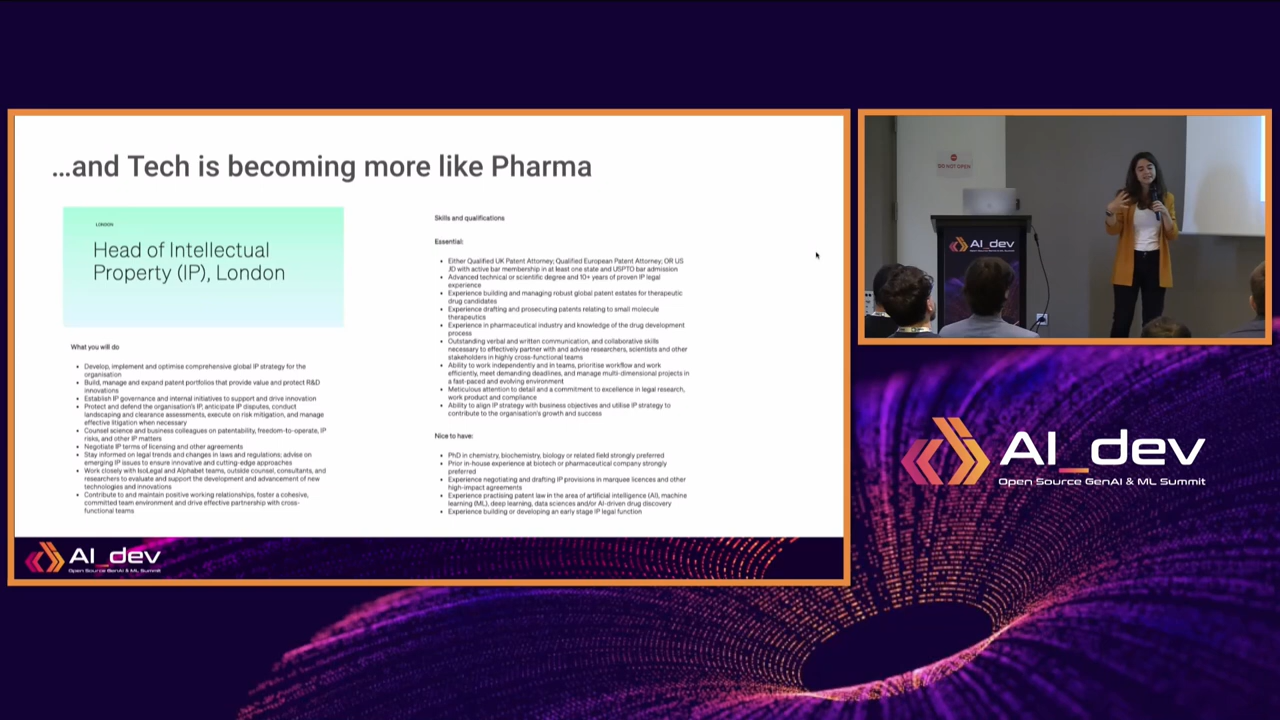 ...and Tech is becoming more like Pharma
LONDON
Head of Intellectual
Property (IP), London
What you will do
• Develop, implement and optimise comprehensive global IP strategy for the
organisation
• Build, manage and expand patent portfolios that provide value and protect R&D
innovations
• Establish IP governance and internal initiatives to support and drive innovation
• Protect and defend the organisation's IP, anticipate IP disputes, conduct
landscaping and clearance assessments, execute on risk mitigation, and manage
effective litigation when necessary
• Counsel science and business colleagues on patentability, freedom-to-operate, IP
risks, and other IP matters
• Negotiate IP terms of licensing and other agreements
• Stay informed on legal trends and changes in laws and regulations; advise on
emerging IP issues to ensure innovative and cutting-edge approaches
• Work closely with IsoLegal and Alphabet teams, outside counsel, consultants, and
researchers to evaluate and support the development and advancement of new
technologies and innovations
• Contribute to and maintain positive working relationships, foster a cohesive,
committed team environment and drive effective partnership with cross-
functional teams
Skills and qualifications
Essential:
• Either Qualified UK Patent Attorney; Qualified European Patent Attorney; OR US
JD with active bar membership in at least one state and USPTO bar admission
• Advanced technical or scientific degree and 10+ years of proven IP legal
experience
• Experience building and managing robust global patent estates for therapeutic
drug candidates
• Experience drafting and prosecuting patents relating to small molecule
therapeutics
• Experience in pharmaceutical industry and knowledge of the drug development
process
• Outstanding verbal and written communication, and collaborative skills
necessary to effectively partner with and advise researchers, scientists and other
stakeholders in highly cross-functional teams
• Ability to work independently and in teams, prioritise workflow and work
efficiently, meet demanding deadlines, and manage multi-dimensional projects in
a fast-paced and evolving environment
• Meticulous attention to detail and a commitment to excellence in legal research,
work product and compliance
• Ability to align IP strategy with business objectives and utilise IP strategy to
contribute to the organisation's growth and success
Nice to have:
• PhD in chemistry, biochemistry, biology or related field strongly preferred
• Prior in-house experience at biotech or pharmaceutical company strongly
preferred
• Experience negotiating and drafting IP provisions in marquee licences and other
high-impact agreements
• Experience practising patent law in the area of artificial intelligence (AI), machine
learning (ML), deep learning, data sciences and/or AI-driven drug discovery
• Experience building or developing an early stage IP legal function
AI_dev
Open Source GenAI & ML Summit
DO NOT OPEN
AI_dev
AI_dev
Open Source GenAI & ML Summit